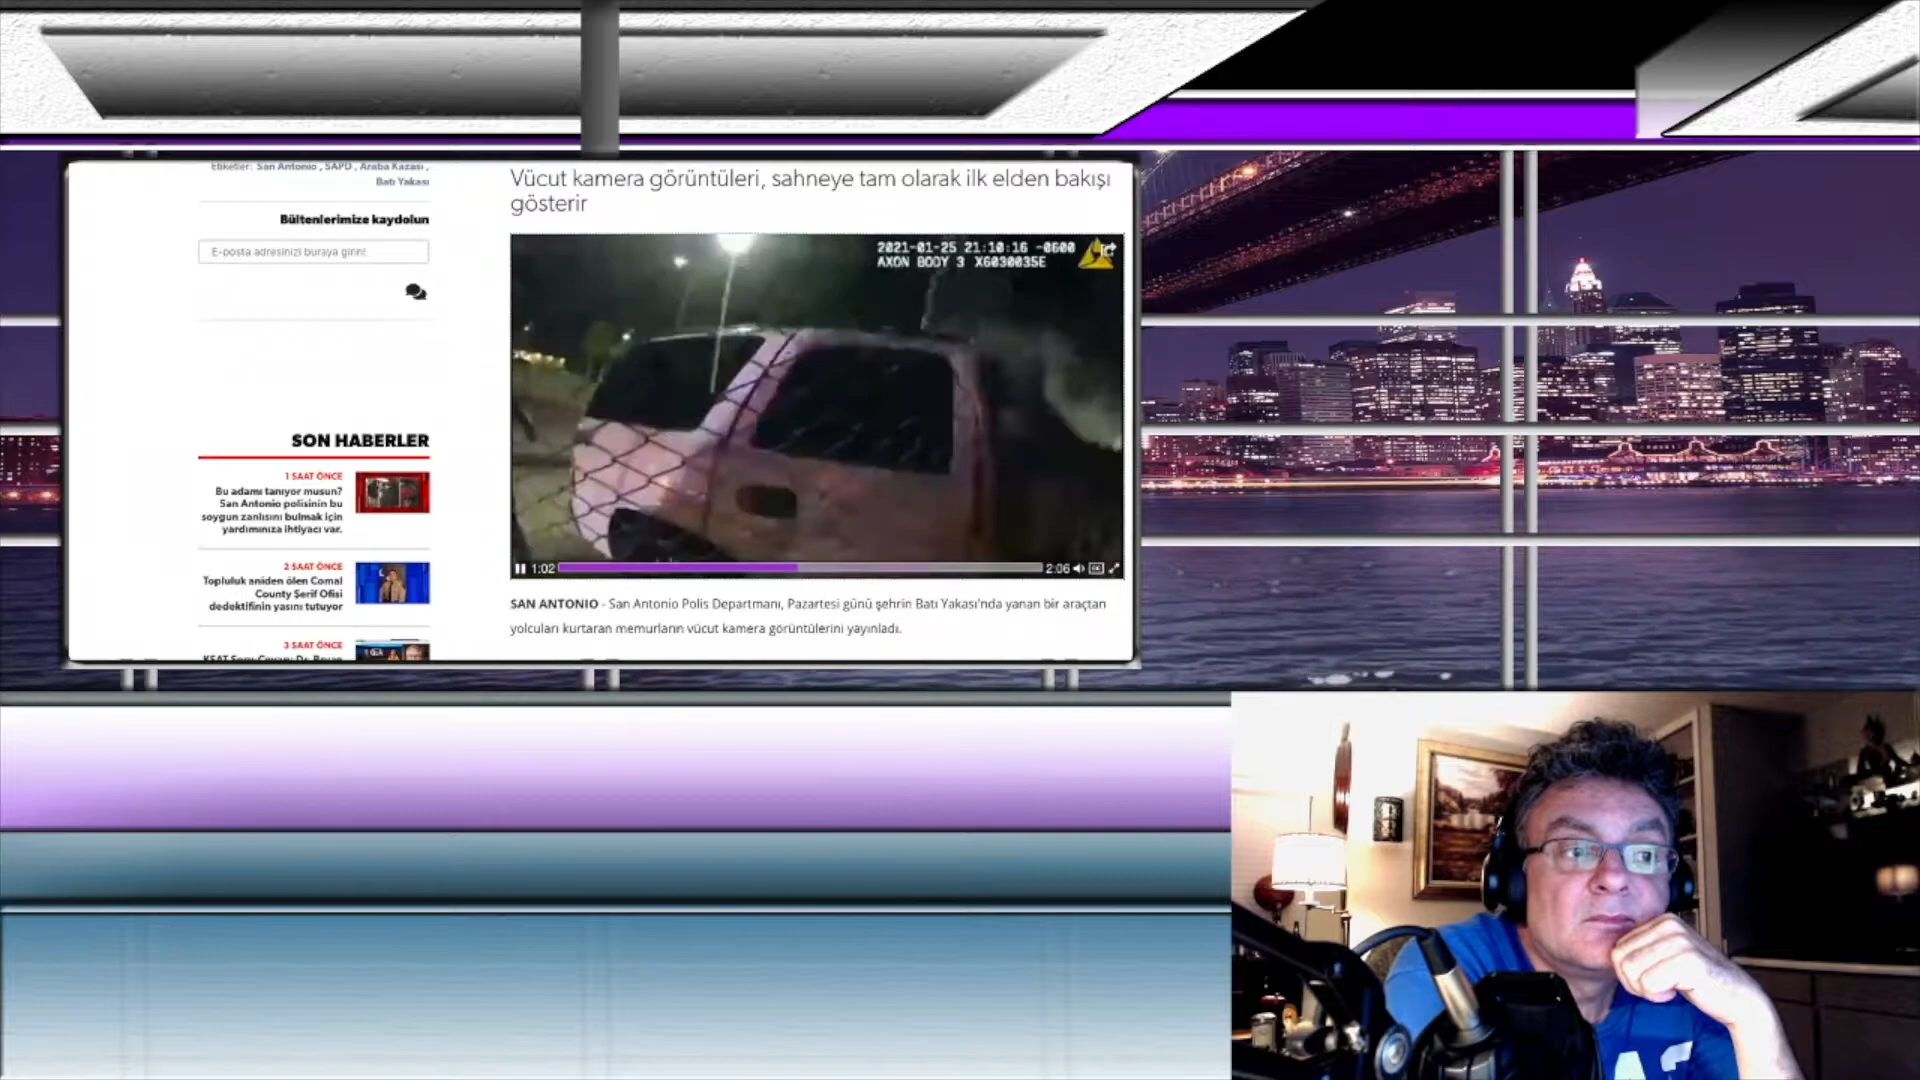 Etiketler: San Antonio , SAPD , Araba Kazası ,
Batı Yakası
Bültenlerimize kaydolun
E-posta adresinizi buraya girin!
SON HABERLER
1 SAAT ÖNCE
Bu adamı tanıyor musun?
San Antonio polisinin bu
soygun zanlısını bulmak için
yardımınıza ihtiyacı var.
2 SAAT ÖNCE
Topluluk aniden ölen Comal
County Şerif Ofisi
dedektifinin yasını tutuyor
3 SAAT ÖNCE
Vücut kamera görüntüleri, sahneye tam olarak ilk elden bakışı
gösterir
2021-01-25 21:10:16 -0600
AXON BODY 3 X6030035E
1:02
2:06
CC
SAN ANTONIO - San Antonio Polis Departmanı, Pazartesi günü şehrin Batı Yakası'nda yanan bir araçtan
yolcuları kurtaran memurların vücut kamera görüntülerini yayınladı.